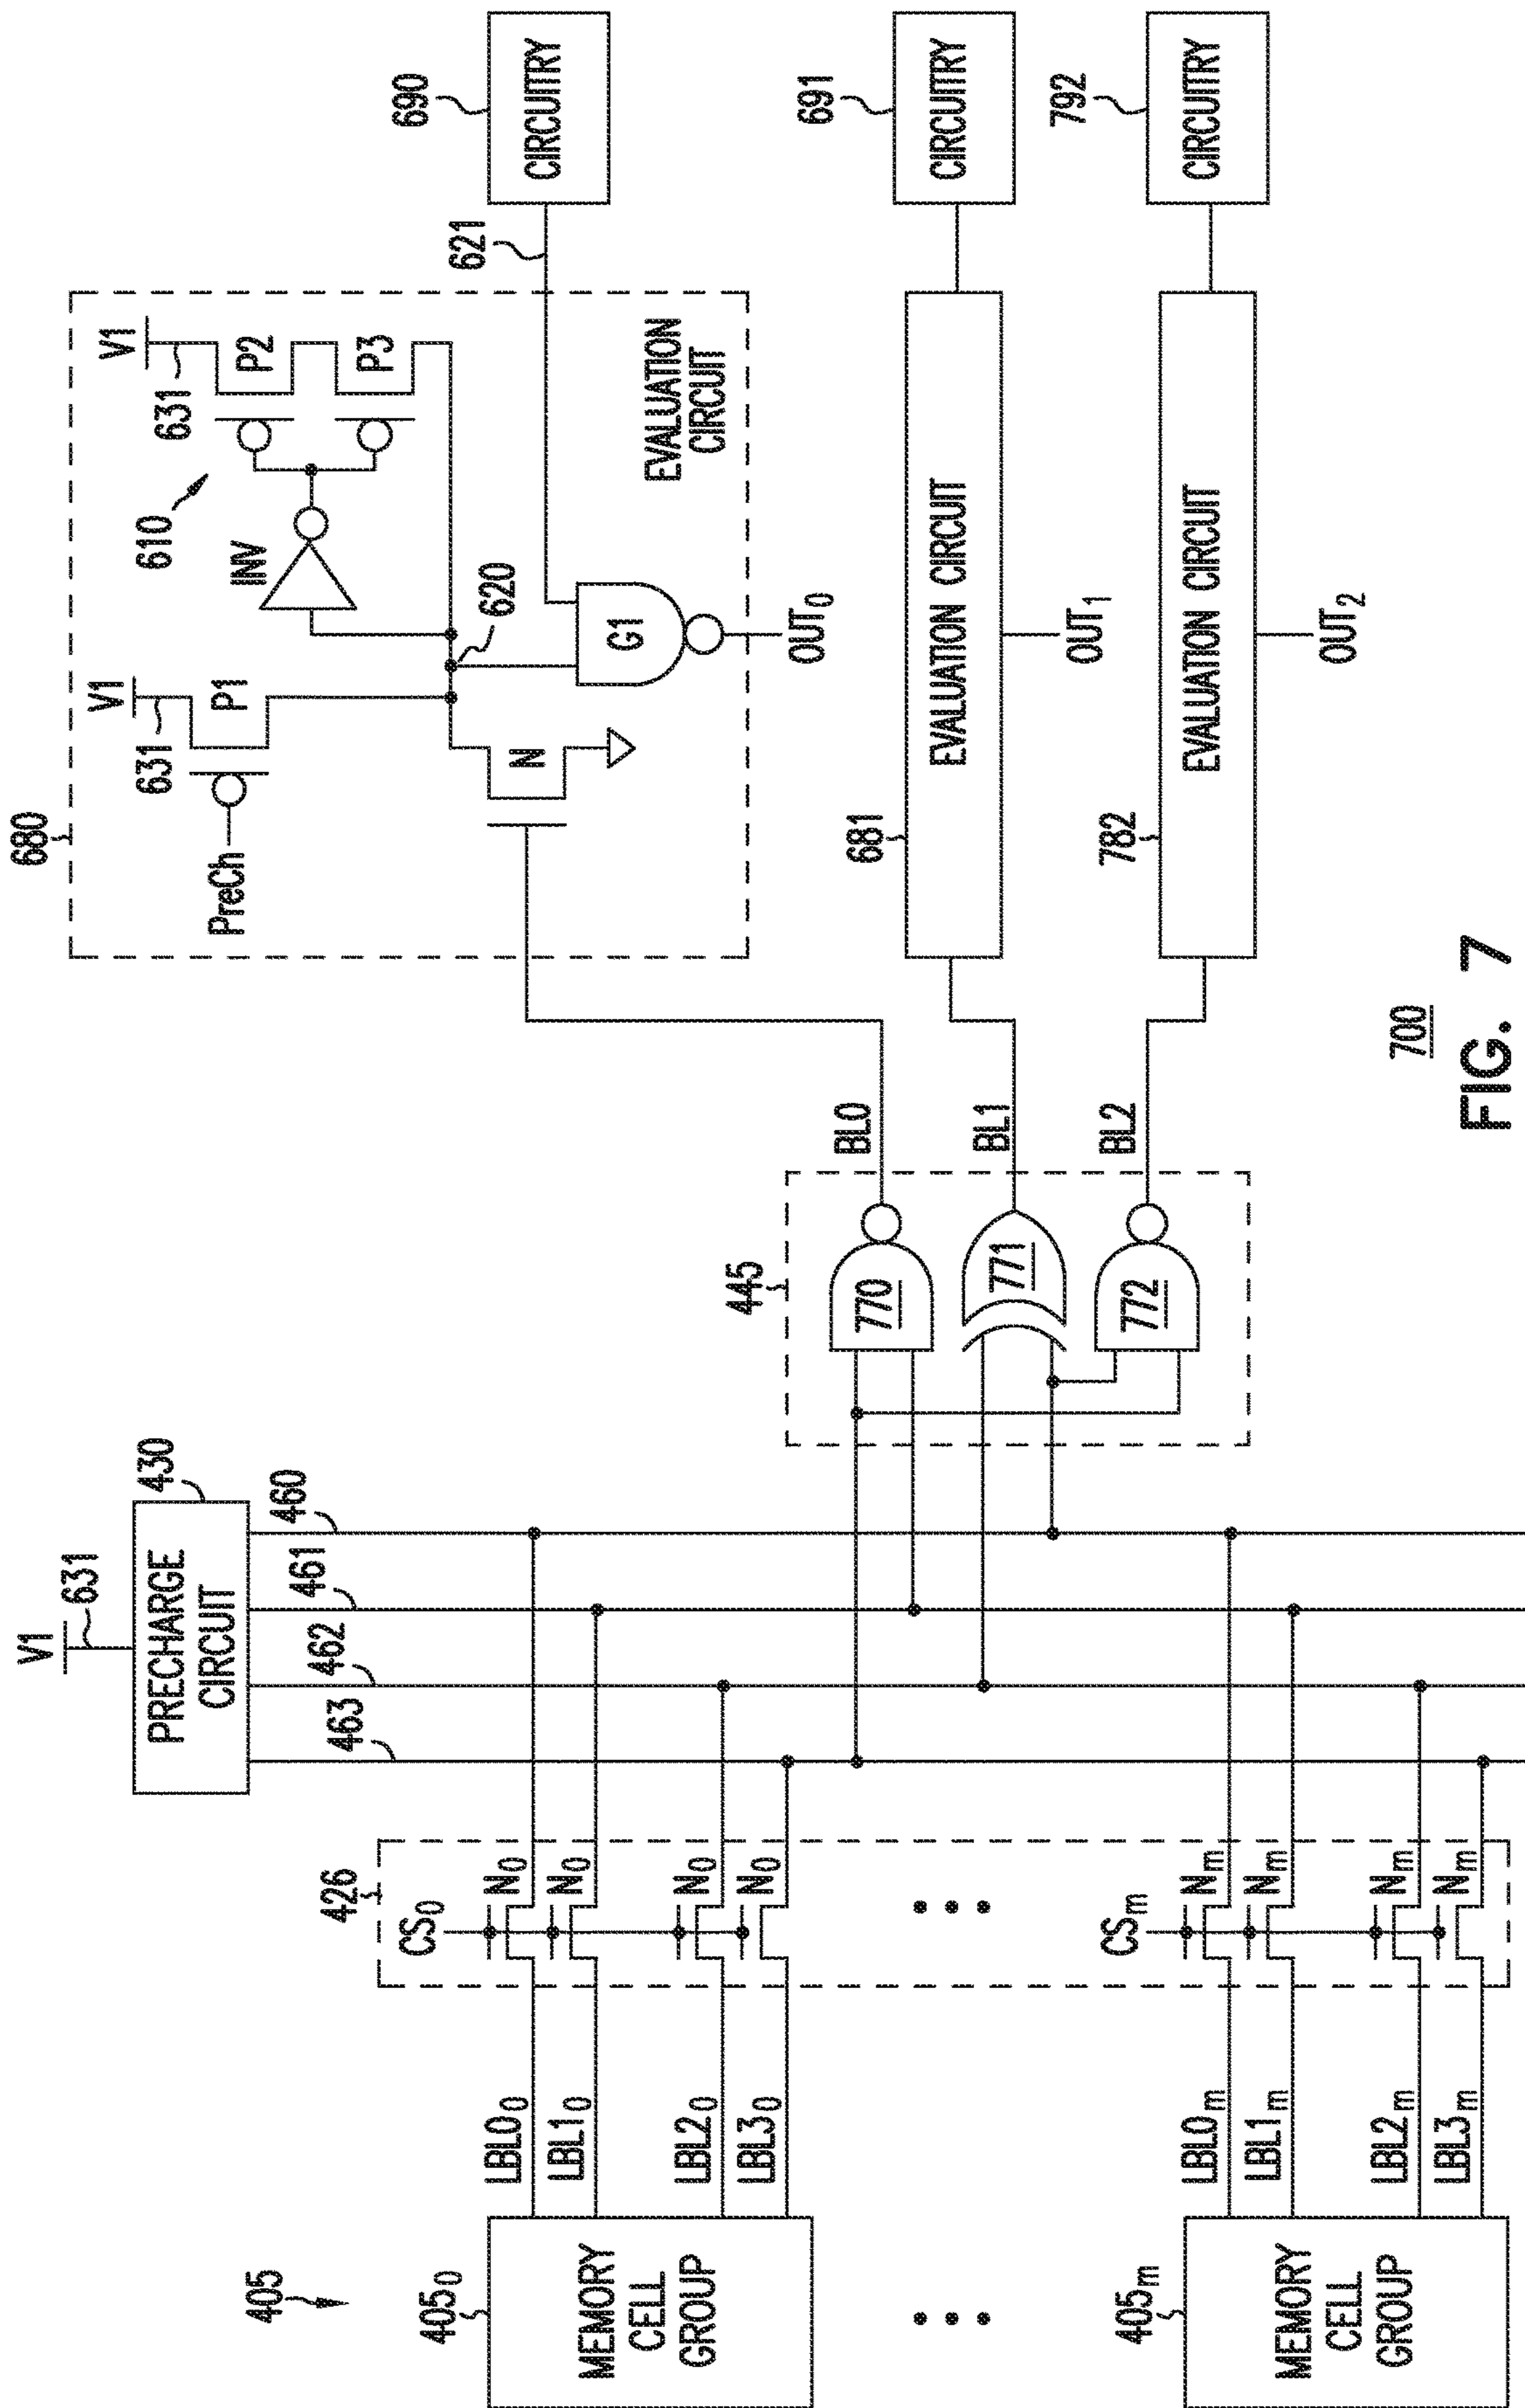 680
V1
631
P1
PreCh
V1
631
P2
P3
610
INV
620
N
G1
OUT0
EVALUATION
CIRCUIT
621
690
CIRCUITRY
681
EVALUATION CIRCUIT
OUT1
691
CIRCUITRY
782
EVALUATION CIRCUIT
OUT2
792
CIRCUITRY
V1
631
PRECHARGE
CIRCUIT
430
463
462
461
460
445
770
771
772
BL0
BL1
BL2
426
CS0
N0
N0
N0
N0
• • •
CSm
Nm
Nm
Nm
Nm
405
4050
MEMORY
CELL
GROUP
LBL00
LBL10
LBL20
LBL30
• • •
405m
MEMORY
CELL
GROUP
LBL0m
LBL1m
LBL2m
LBL3m
700
FIG. 7